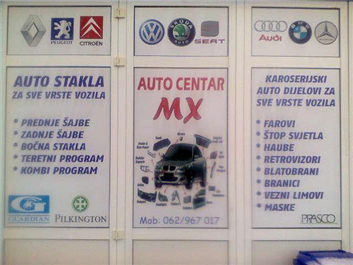 PEUGEOT
CITROËN
SEAT
Audi
AUTO STAKLA
ZA SVE VRSTE VOZILA
• PREDNJE ŠAJBE
• ZADNJE ŠAJBE
• BOČNA STAKLA
• TERETNI PROGRAM
• KOMBI PROGRAM
GUARDIAN
PILKINGTON
AUTO CENTAR
MX
Mob: 062/967 017
KAROSERIJSKI
AUTO DIJELOVI ZA
SVE VRSTE VOZILA
• FAROVI
• ŠTOP SVJETLA
• HAUBE
• RETROVIZORI
• BLATOBRANI
• BRANICI
• VEZNI LIMOVI
• MASKE
PRASCO